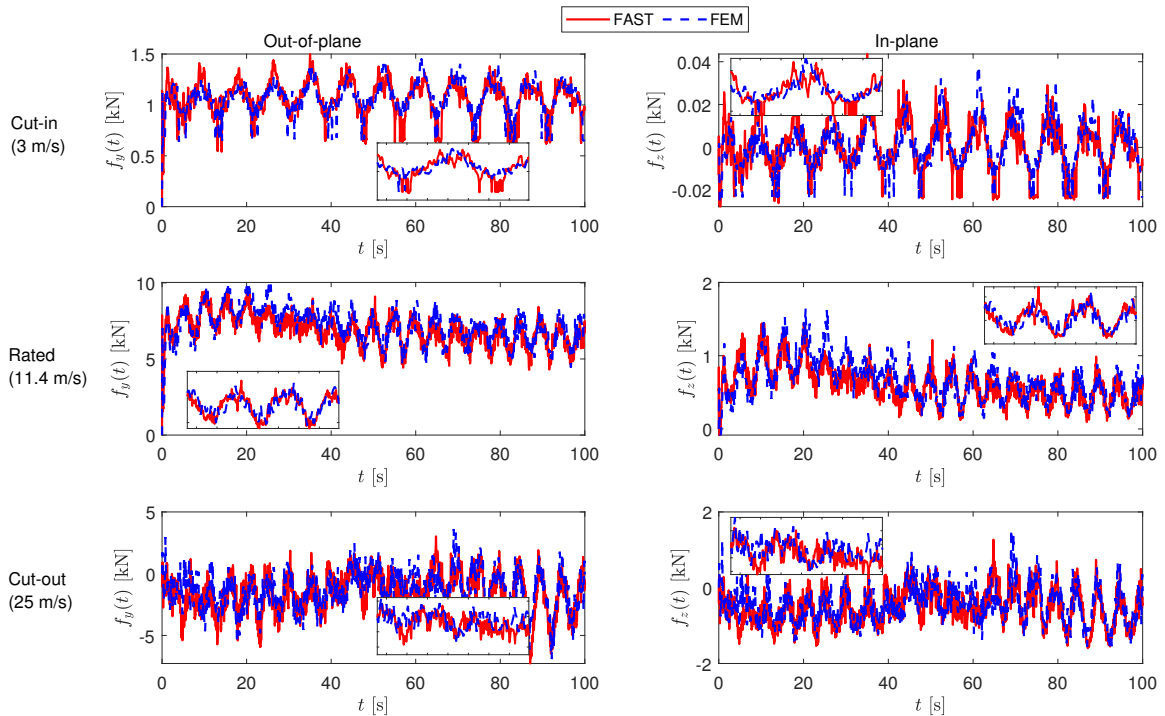 FAST FEM
Out-of-plane
In-plane
Cut-in
(3 m/s)
f_y(t) [kN]
1.5
1
0.5
0
0 20 40 60 80 100
t [s]
f_z(t) [kN]
0.04
0.02
0
-0.02
0 20 40 60 80 100
t [s]
Rated
(11.4 m/s)
f_y(t) [kN]
10
5
0
0 20 40 60 80 100
t [s]
f_z(t) [kN]
2
1
0
0 20 40 60 80 100
t [s]
Cut-out
(25 m/s)
f_y(t) [kN]
5
0
-5
0 20 40 60 80 100
t [s]
f_z(t) [kN]
2
0
-2
0 20 40 60 80 100
t [s]